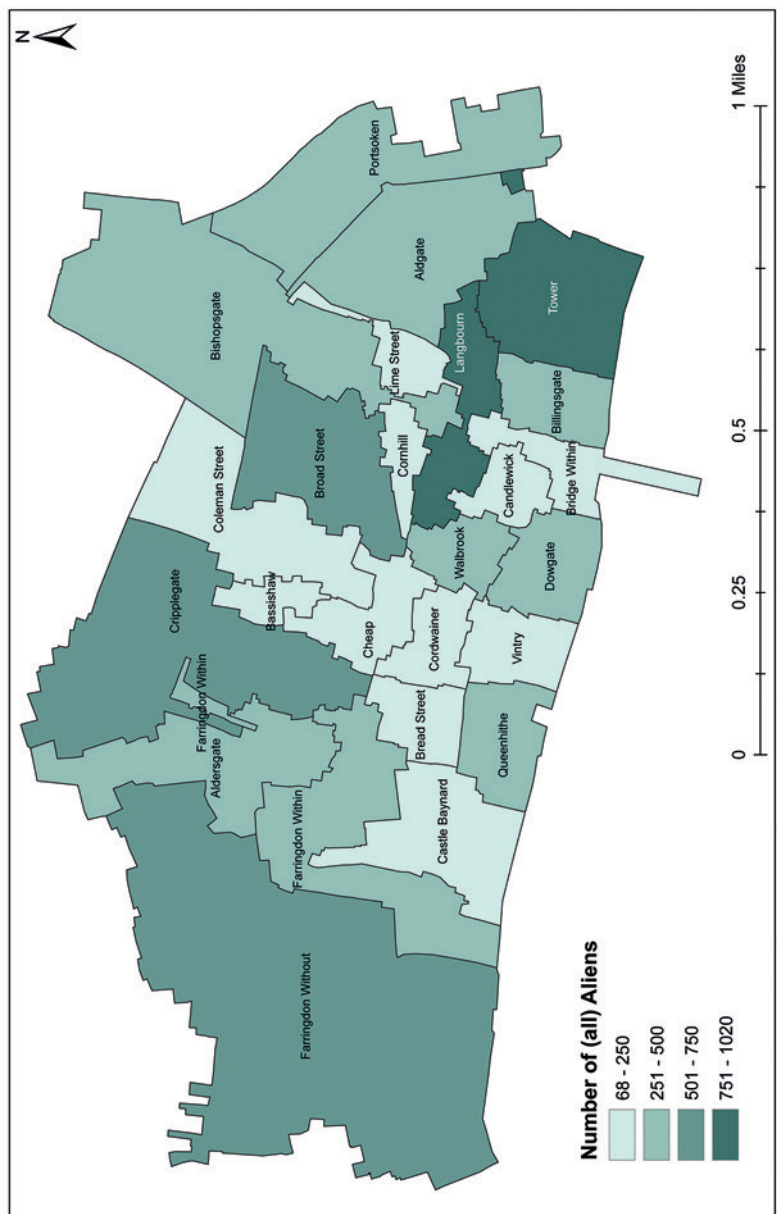 N
Portsoken
Bishopsgate
Aldgate
Tower
Lime Street
Langbourn
Billingsgate
Coleman Street
Broad Street
Cornhill
Candlewick
Bridge Within
Cripplegate
Bassishaw
Walbrook
Dowgate
Cheap
Cordwainer
Vintry
Farringdon Within
Aldersgate
Bread Street
Queenhithe
Farringdon Within
Castle Baynard
Farringdon Without
Number of (all) Aliens
68 - 250
251 - 500
501 - 750
751 - 1020
0 0.25 0.5 1 Miles